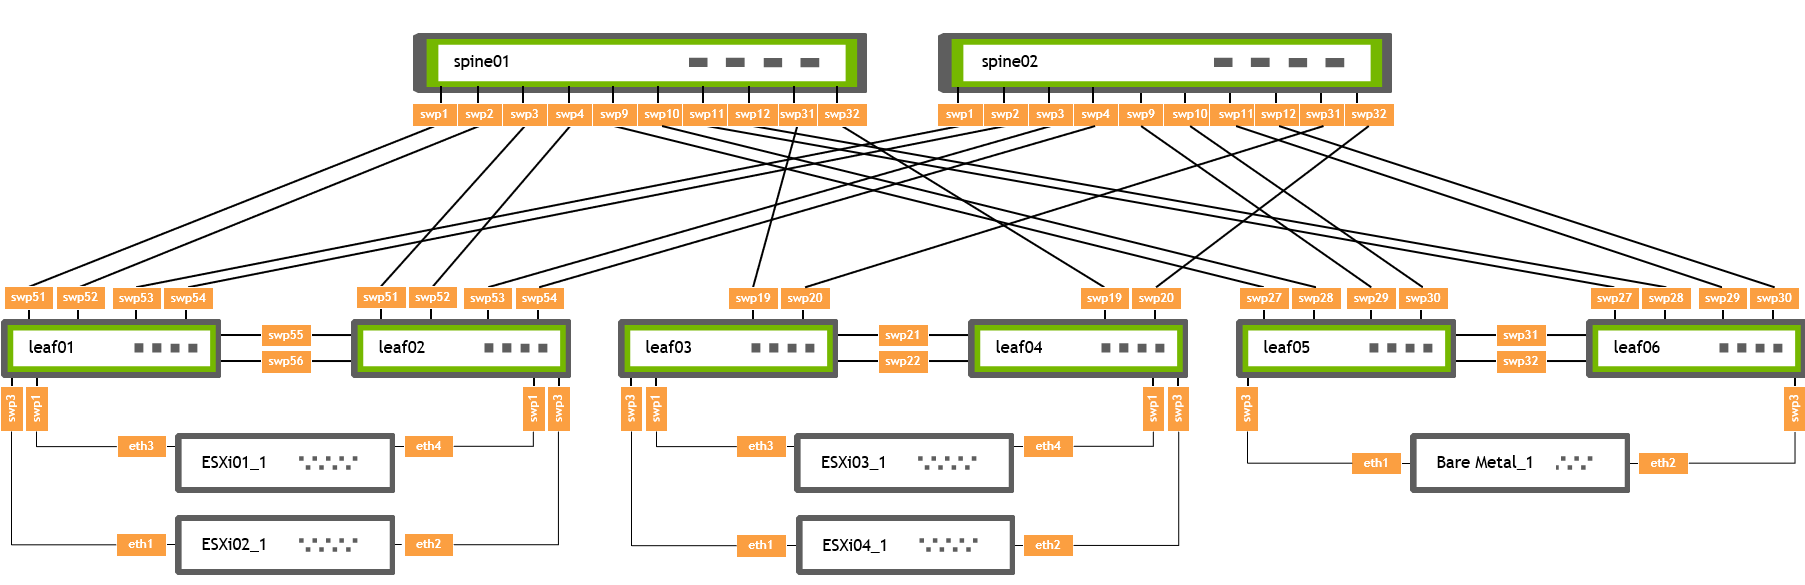 spine01
spine02
swp1 swp2 swp3 swp4 swp9 swp10 swp11 swp12 swp31 swp32
swp1 swp2 swp3 swp4 swp9 swp10 swp11 swp12 swp31 swp32
swp51 swp52 swp53 swp54
swp51 swp52 swp53 swp54
swp19 swp20
swp19 swp20
swp27 swp28 swp29 swp30
swp27 swp28 swp29 swp30
leaf01
swp55
swp56
leaf02
leaf03
swp21
swp22
leaf04
leaf05
swp31
swp32
leaf06
swp3
swp1
swp1
swp3
swp3
swp1
swp1
swp3
swp3
swp3
eth3
ESXi01_1
eth4
eth3
ESXi03_1
eth4
eth1
Bare Metal_1
eth2
eth1
ESXi02_1
eth2
eth1
ESXi04_1
eth2